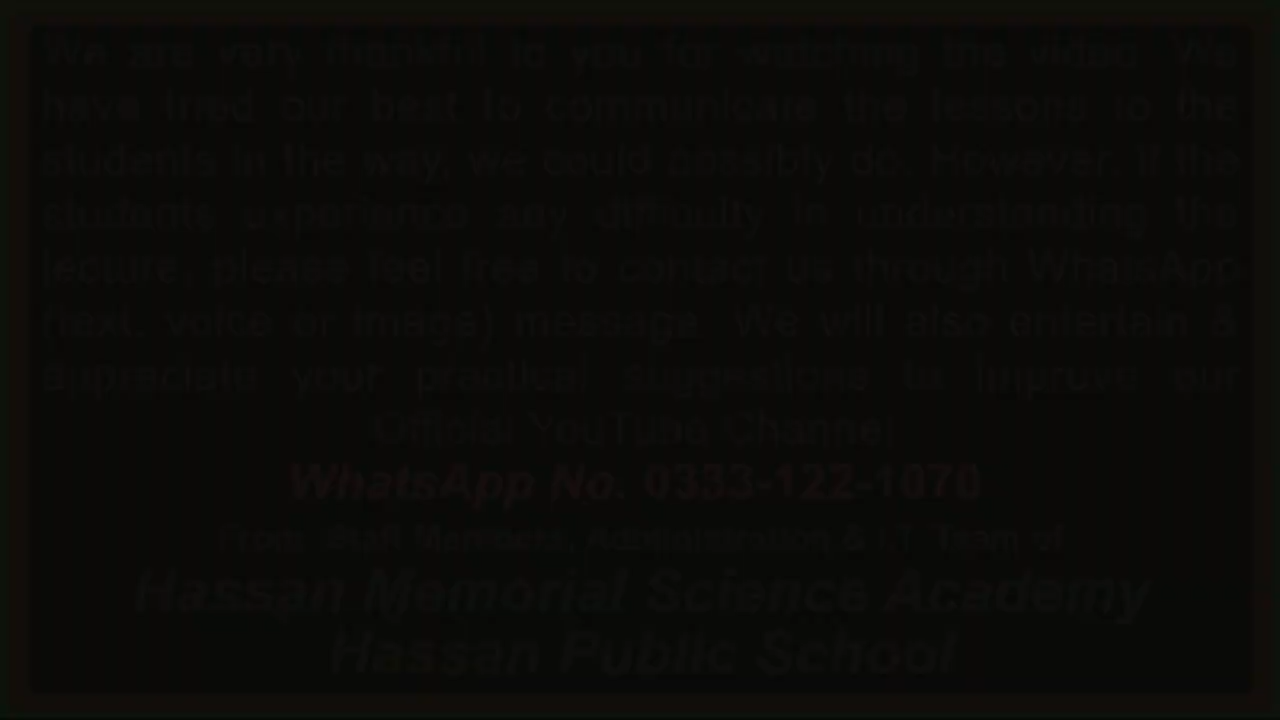 We are very thankful to you for watching the video. We
have tried our best to communicate the lessons to the
students in the way, we could possibly do. However, if the
students experience any difficulty in understanding the
lecture, please feel free to contact us through WhatsApp
(text, voice or image) message. We will also entertain &
appreciate your practical suggestions to improve our
Official YouTube Channel
WhatsApp No. 0333-122-1070
From: Staff Members, Administration & I.T Team of
Hassan Memorial Science Academy
Hassan Public School